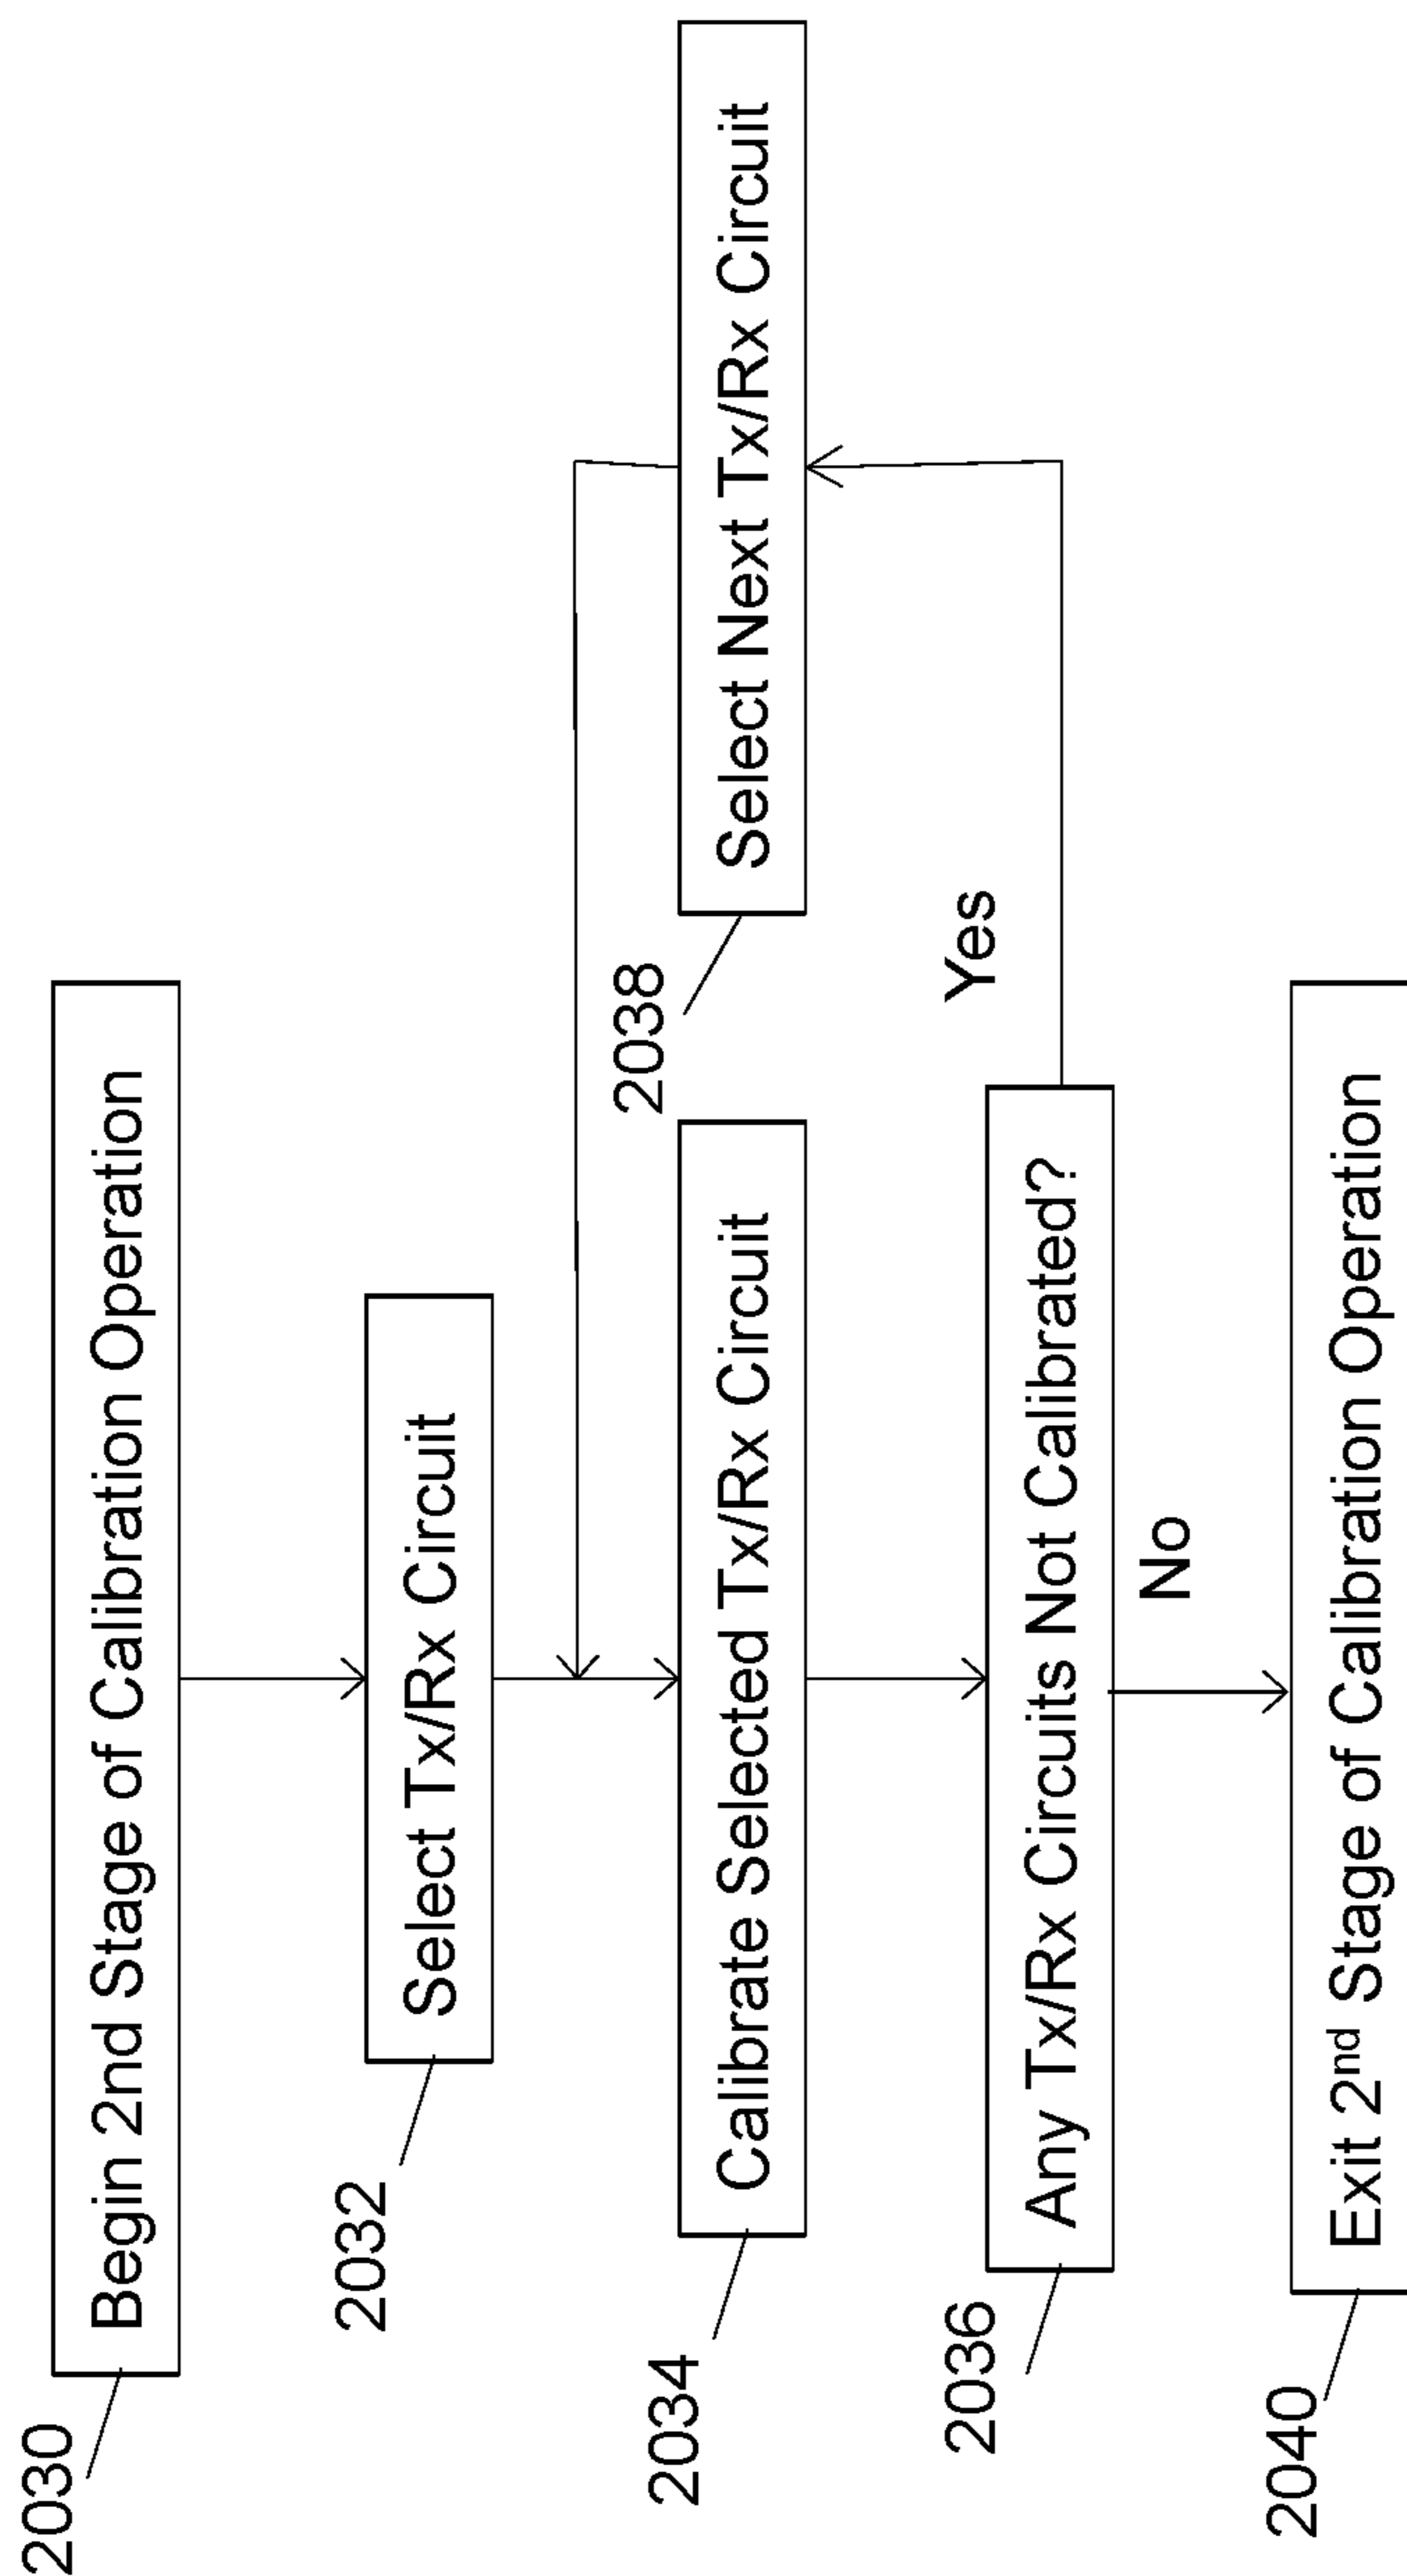 2030
Begin 2nd Stage of Calibration Operation
2032
Select Tx/Rx Circuit
2034
Calibrate Selected Tx/Rx Circuit
2038
Select Next Tx/Rx Circuit
2036
Any Tx/Rx Circuits Not Calibrated?
Yes
No
2040
Exit 2nd Stage of Calibration Operation